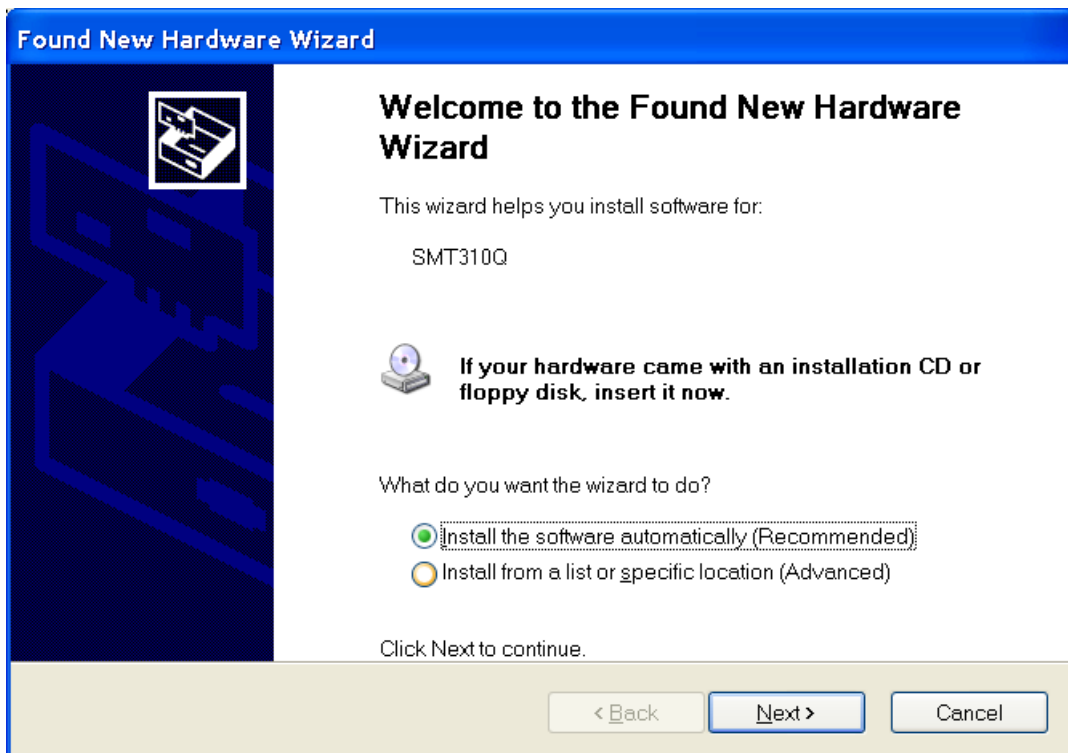 Found New Hardware Wizard
Welcome to the Found New Hardware
Wizard
This wizard helps you install software for:
SMT310Q
If your hardware came with an installation CD or
floppy disk, insert it now.
What do you want the wizard to do?
Install the software automatically (Recommended)
Install from a list or specific location (Advanced)
Click Next to continue.
< Back
Next >
Cancel